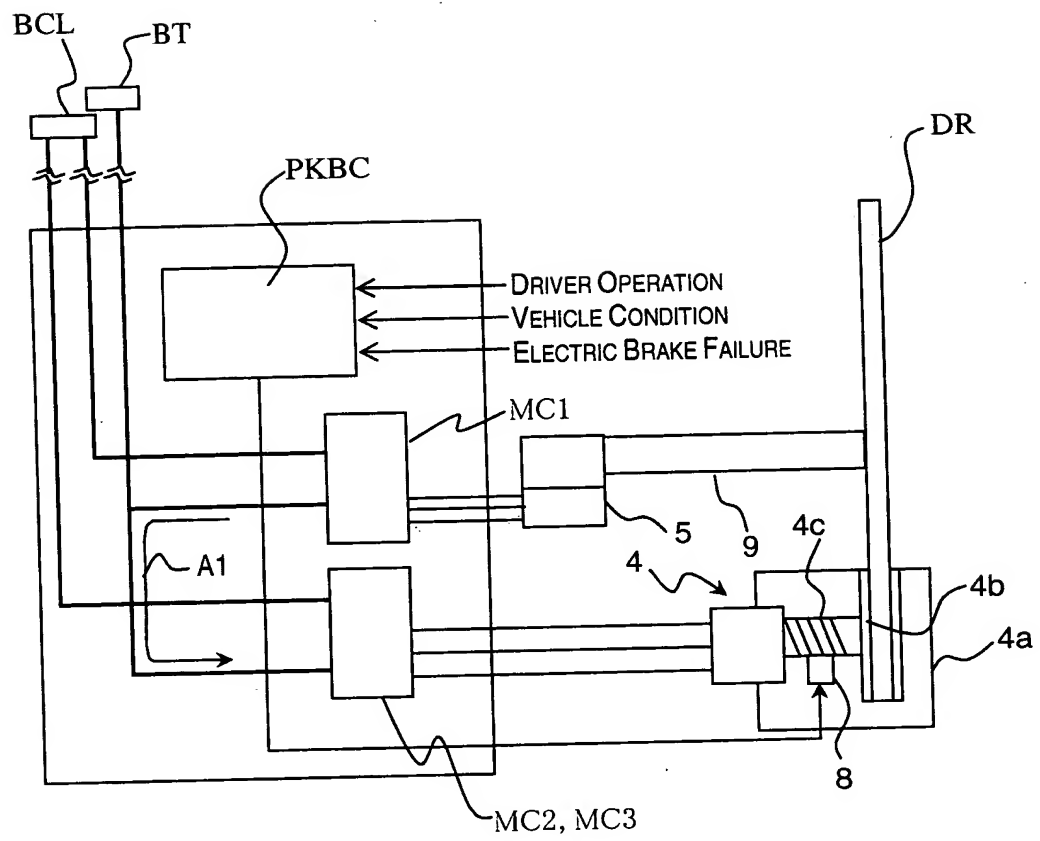 BCL
BT
DR
PKBC
DRIVER OPERATION
VEHICLE CONDITION
ELECTRIC BRAKE FAILURE
MC1
5
9
4c
4
A1
4b
4a
8
MC2, MC3